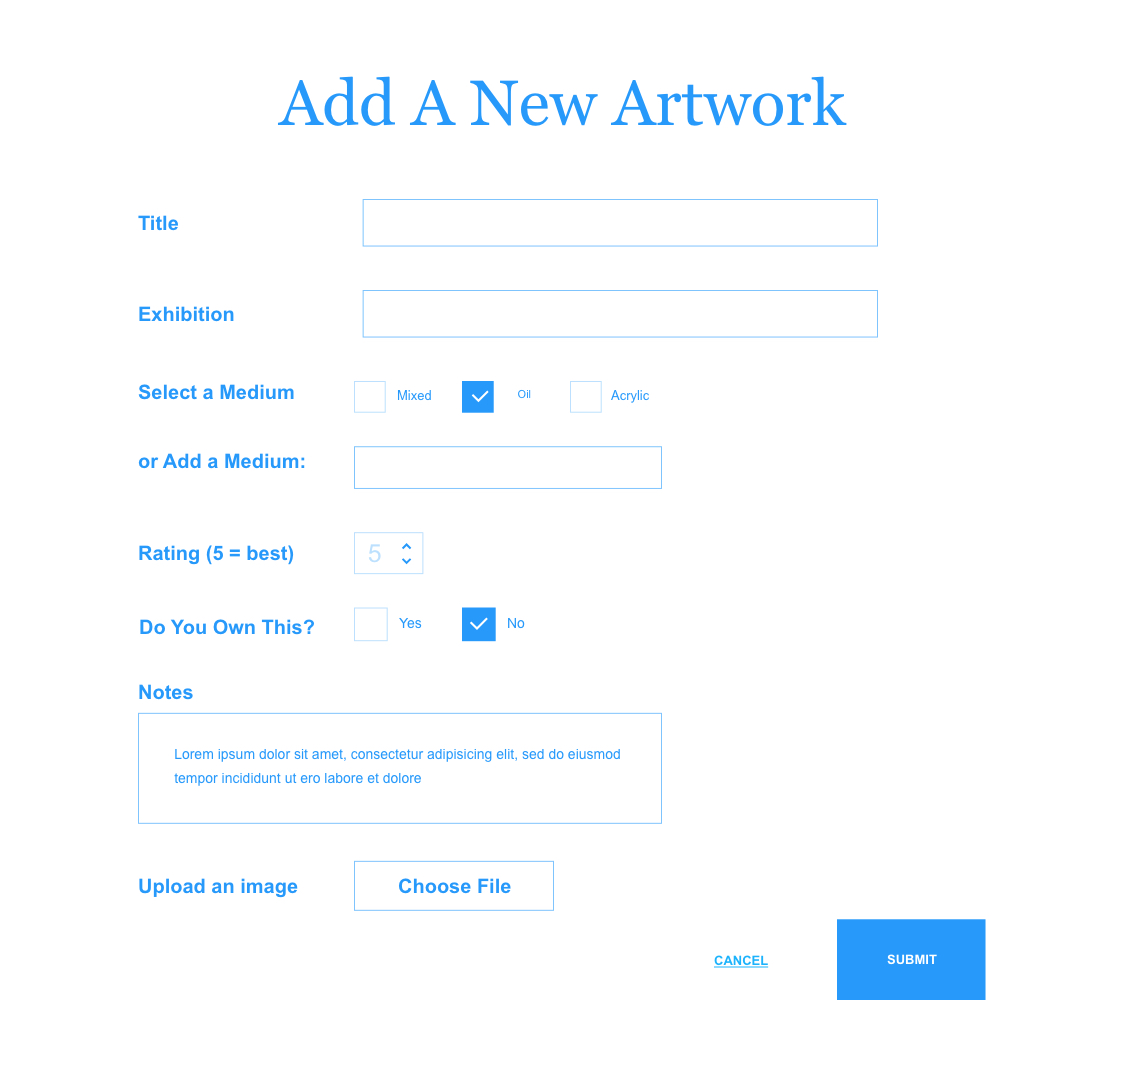 Add A New Artwork
Title
Exhibition
Select a Medium Mixed Oil Acrylic
or Add a Medium:
Rating (5 = best) 5
Do You Own This? Yes No
Notes
Lorem ipsum dolor sit amet, consectetur adipisicing elit, sed do eiusmod
tempor incididunt ut ero labore et dolore
Upload an image Choose File
CANCEL SUBMIT